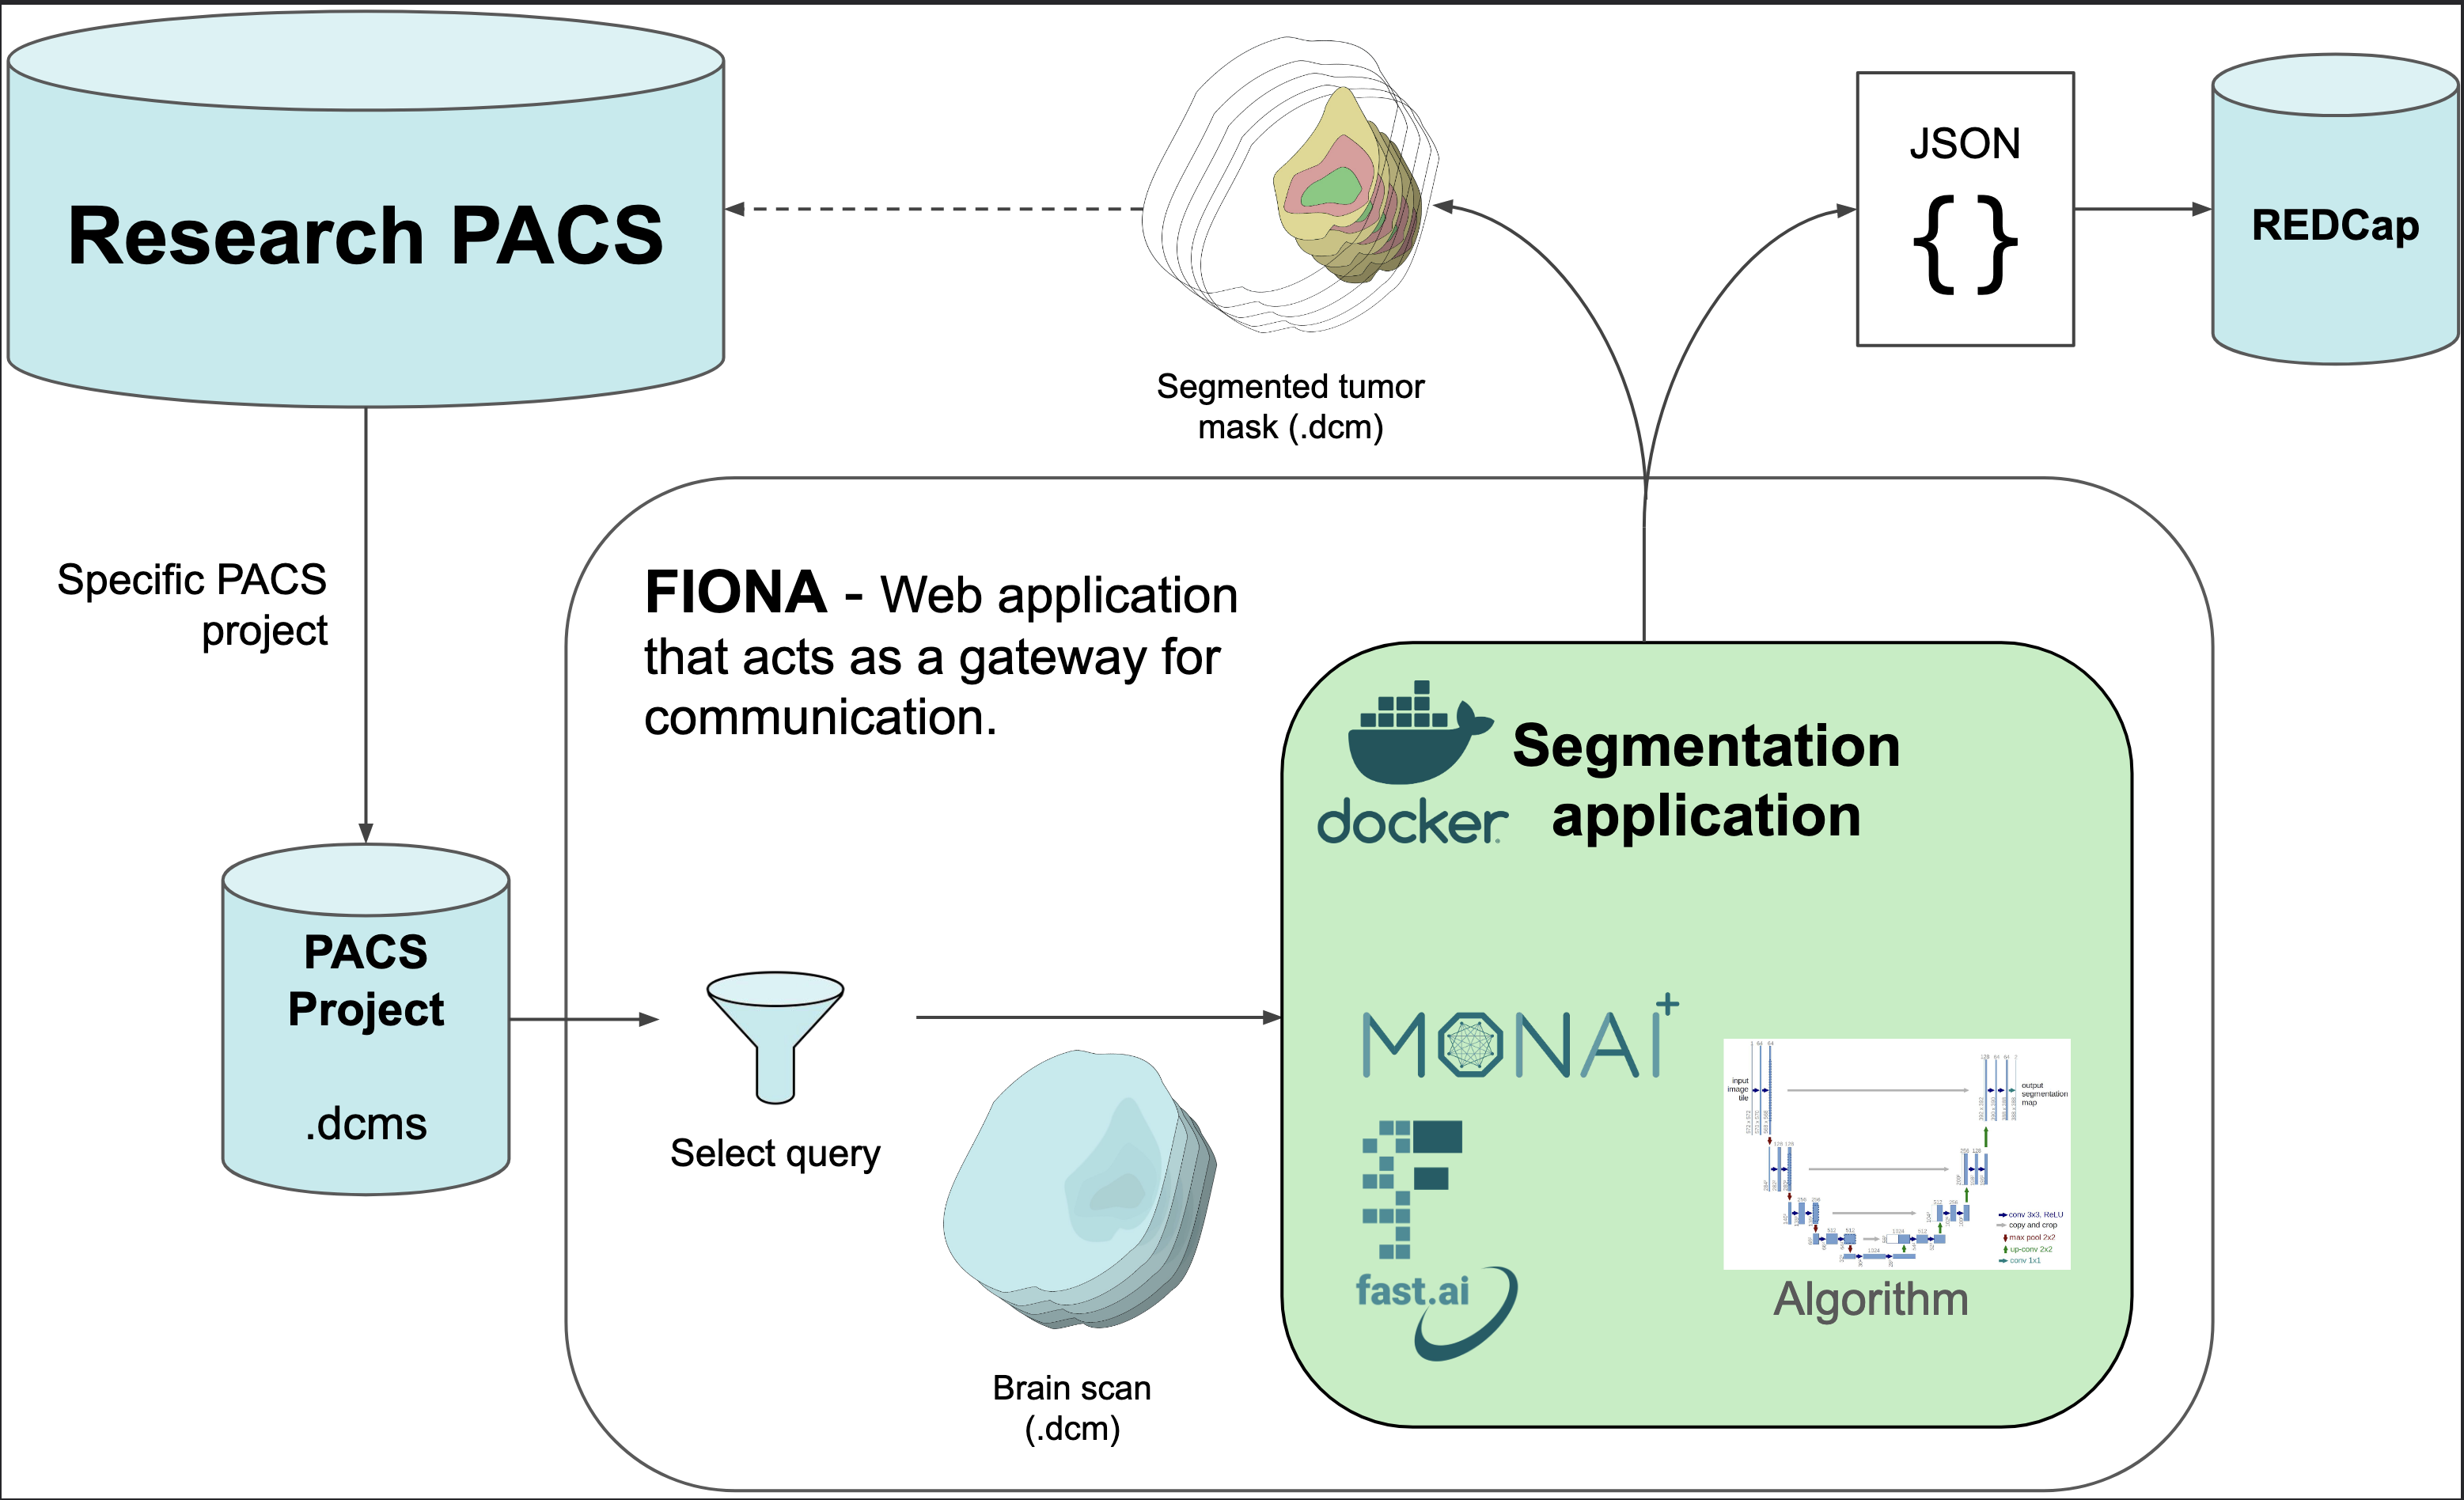 Research PACS
Segmented tumor
mask (.dcm)
JSON
{}
REDCap
Specific PACS
project
FIONA - Web application
that acts as a gateway for
communication.
PACS
Project
.dcms
Select query
Brain scan
(.dcm)
docker
Segmentation
application
MONAI
fast.ai
input
image
tile
output
segmentation
map
conv 3x3, ReLU
copy and crop
max pool 2x2
up-conv 2x2
conv 1x1
Algorithm